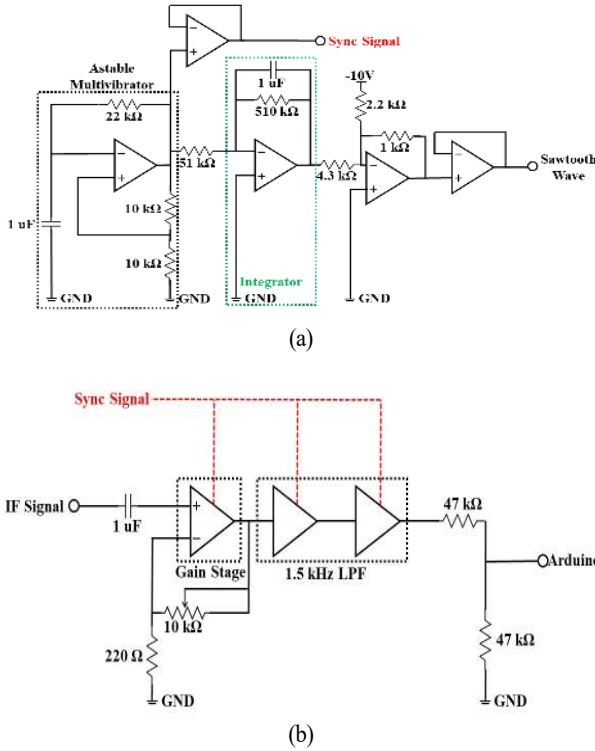 Sync Signal
Astable
Multivibrator
1 uF
-10V
22 kΩ
510 kΩ
2.2 kΩ
51 kΩ
1 kΩ
4.3 kΩ
Sawtooth
Wave
10 kΩ
1 uF
10 kΩ
Integrator
GND
GND
GND
GND
(a)
Sync Signal
IF Signal
1 uF
47 kΩ
Arduino
Gain Stage
1.5 kHz LPF
10 kΩ
220 Ω
47 kΩ
GND
GND
(b)